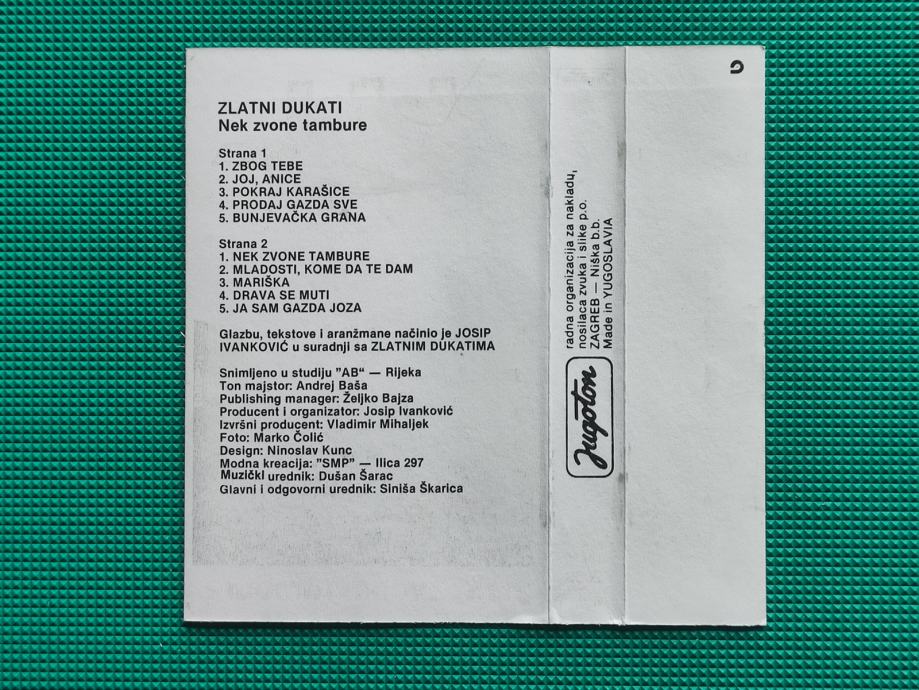 ZLATNI DUKATI
Nek zvone tambure
Strana 1
1. ZBOG TEBE
2. JOJ, ANICE
3. POKRAJ KARAŠICE
4. PRODAJ GAZDA SVE
5. BUNJEVAČKA GRANA
Strana 2
1. NEK ZVONE TAMBURE
2. MLADOSTI, KOME DA TE DAM
3. MARIŠKA
4. DRAVA SE MUTI
5. JA SAM GAZDA JOZA
Glazbu, tekstove i aranžmane načinio je JOSIP
IVANKOVIĆ u suradnji sa ZLATNIM DUKATIMA
Snimljeno u studiju "AB“ — Rijeka
Ton majstor: Andrej Baša
Publishing manager: Željko Bajza
Producent i organizator: Josip Ivanković
Izvršni producent: Vladimir Mihaljek
Foto: Marko Čolić
Design: Ninoslav Kunc
Modna kreacija: "SMP” — Ilica 297
Muzički urednik: Dušan Šarac
Glavni i odgovorni urednik: Siniša Škarica
Jugoton
radna organizacija za nakladu,
nosilaca zvuka i slike p.o.
ZAGREB — Niška b.b.
Made in YUGOSLAVIA